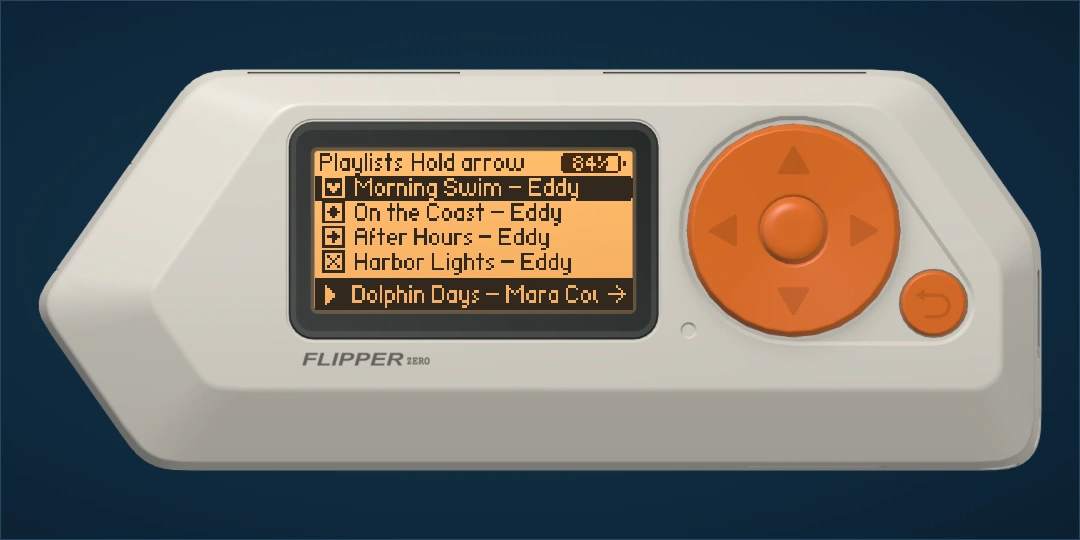 Playlists Hold arrow 84%
Morning Swim – Eddy
On the Coast – Eddy
After Hours – Eddy
Harbor Lights – Eddy
Dolphin Days – Mara Cou
FLIPPER ZERO